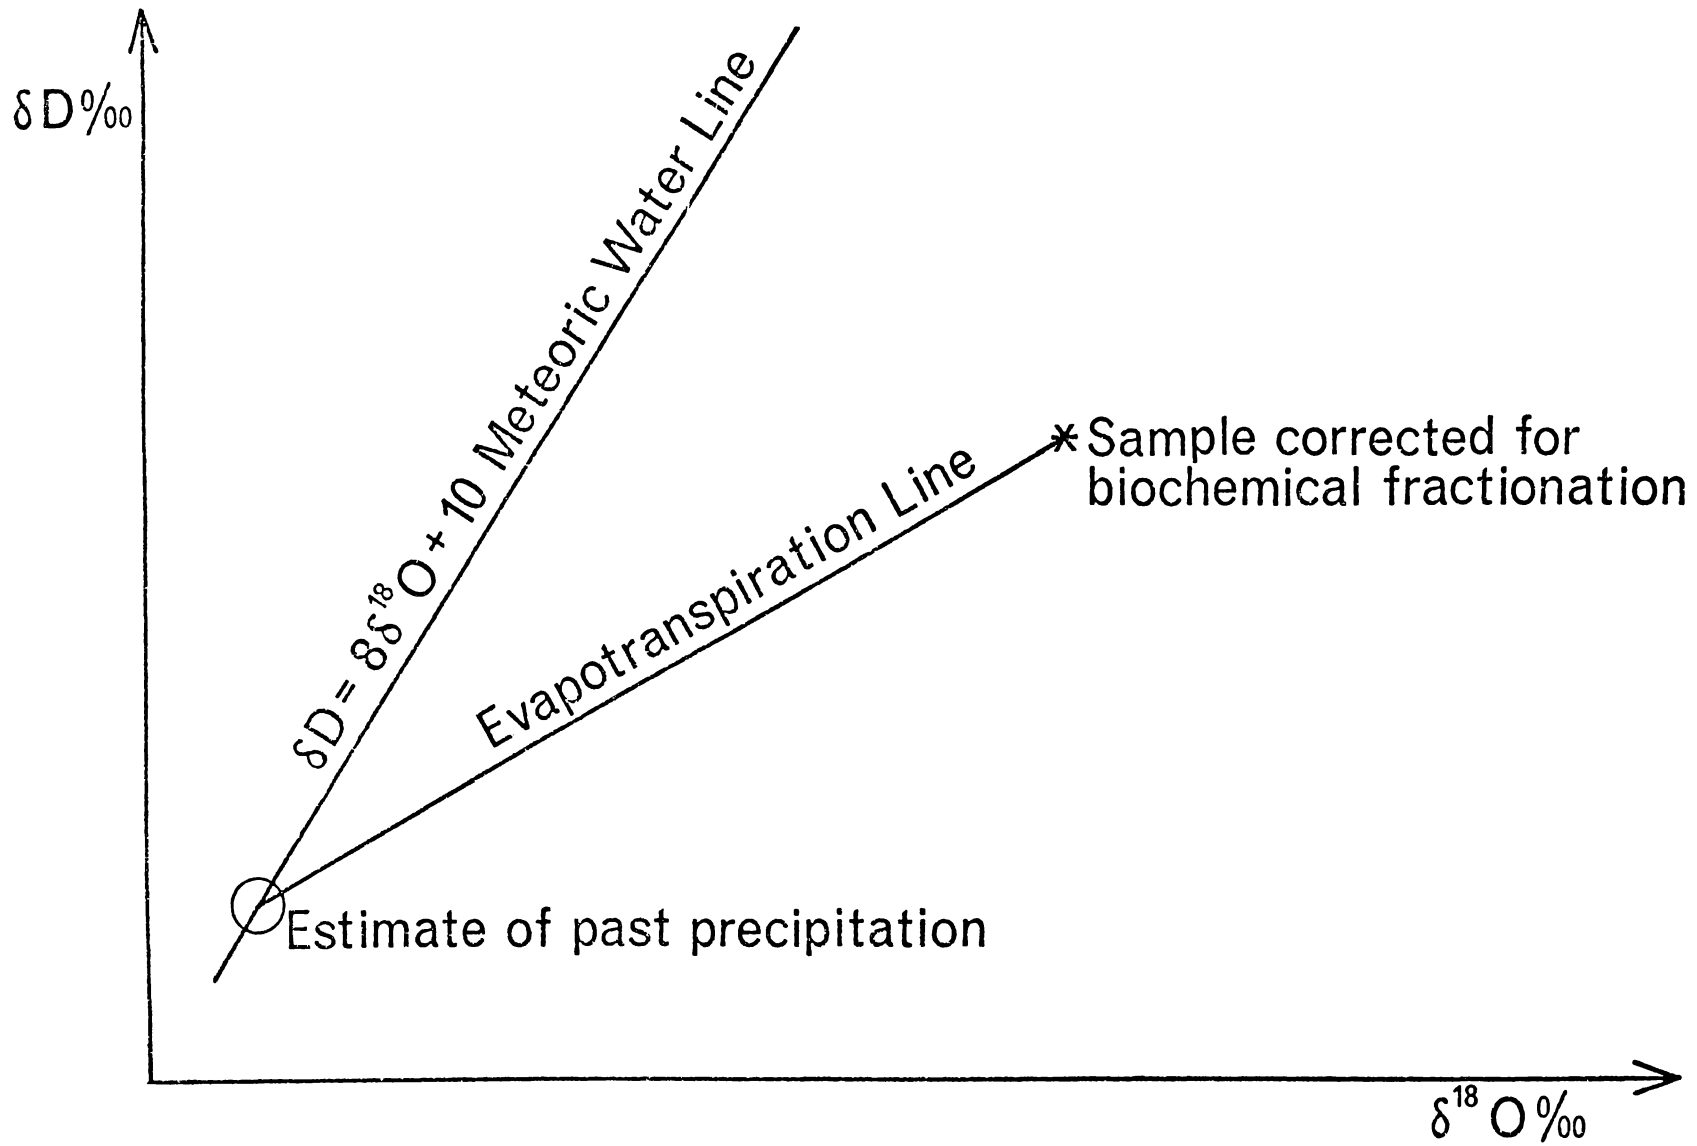 δD‰
δD = 8δ¹⁸O + 10 Meteoric Water Line
Sample corrected for
biochemical fractionation
Evapotranspiration Line
Estimate of past precipitation
δ¹⁸O‰